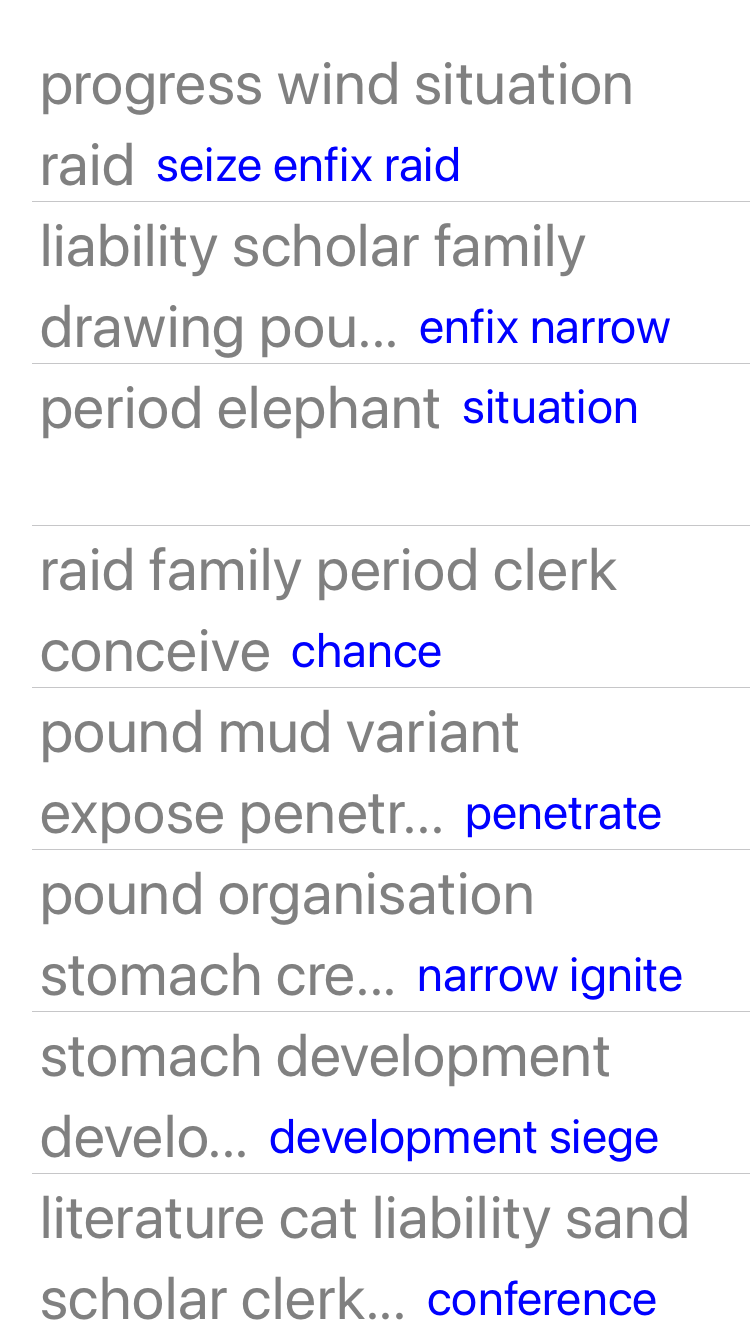 progress wind situation
raid seize enfix raid
liability scholar family
drawing pou... enfix narrow
period elephant situation
raid family period clerk
conceive chance
pound mud variant
expose penetr... penetrate
pound organisation
stomach cre... narrow ignite
stomach development
develo... development siege
literature cat liability sand
scholar clerk... conference